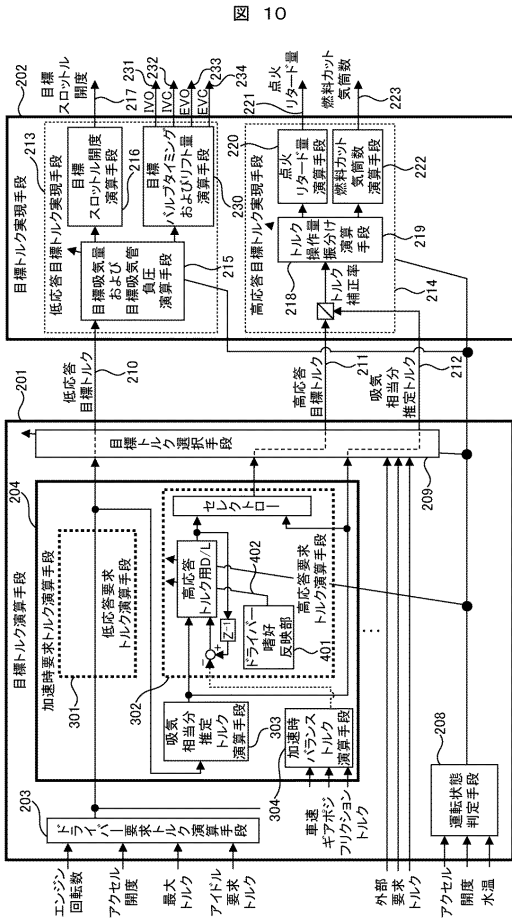 図 10
目標トルク演算手段
201
加速時要求トルク演算手段
204
低応答要求
トルク演算手段
301
302
高応答
トルク用D/L
セレクトロー
Z-1
+
−
ドライバー
嗜好
反映部
401
402
高応答要求
トルク演算手段
吸気
相当分
推定
トルク
演算手段
303
加速時
バランス
トルク
演算手段
304
203
ドライバー要求トルク演算手段
エンジン
回転数
アクセル
開度
最大
トルク
アイドル
要求
トルク
車速
ギアポジ
フリクション
トルク
外部
要求
トルク
208
運転状態
判定手段
アクセル
開度
水温
目標トルク選択手段
209
低応答
目標トルク
210
高応答
目標トルク
211
吸気
相当分
推定トルク
212
目標トルク実現手段
202
低応答目標トルク実現手段
213
目標吸気量
および
目標吸気管
負圧
演算手段
215
目標
スロットル開度
演算手段
216
目標
バルブタイミング
およびリフト量
演算手段
230
目標
スロットル
開度
217
IVO
231
IVC
232
EVO
233
EVC
234
高応答目標トルク実現手段
214
トルク
補正率
218
トルク
操作量
振分け
演算
手段
219
点火
リタード量
演算手段
220
燃料カット
気筒数
演算手段
222
点火
リタード量
221
燃料カット
気筒数
223